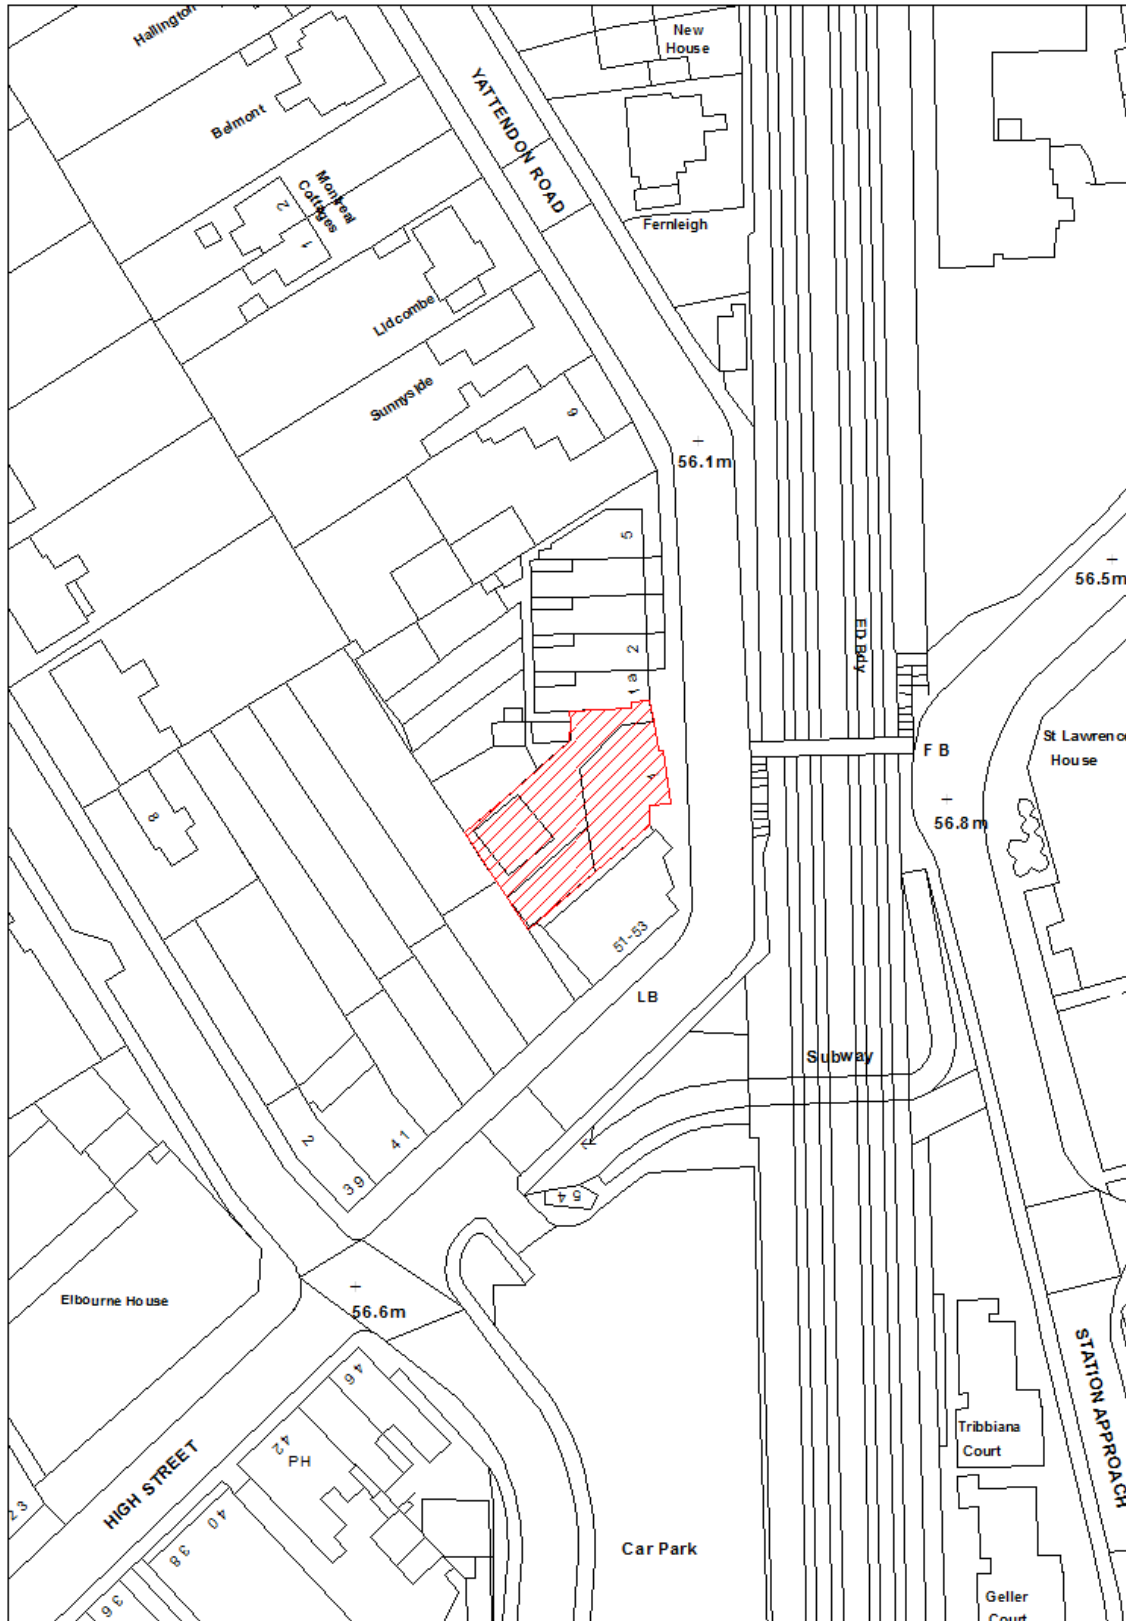 Hallington
New
House
Belmont
YATTENDON ROAD
Montreal
Cottages
2
1
Fernleigh
Lidcombe
Sunnyside
6
56.1m
5
56.5m
ED Bdy
2
1a
St Lawrence
House
F B
1
56.8m
8
51-53
LB
Subway
2
41
39
54
Elbourne House
56.6m
STATION APPROACH
46
42
PH
Tribbiana
Court
HIGH STREET
23
40
38
36
Car Park
Geller
Court